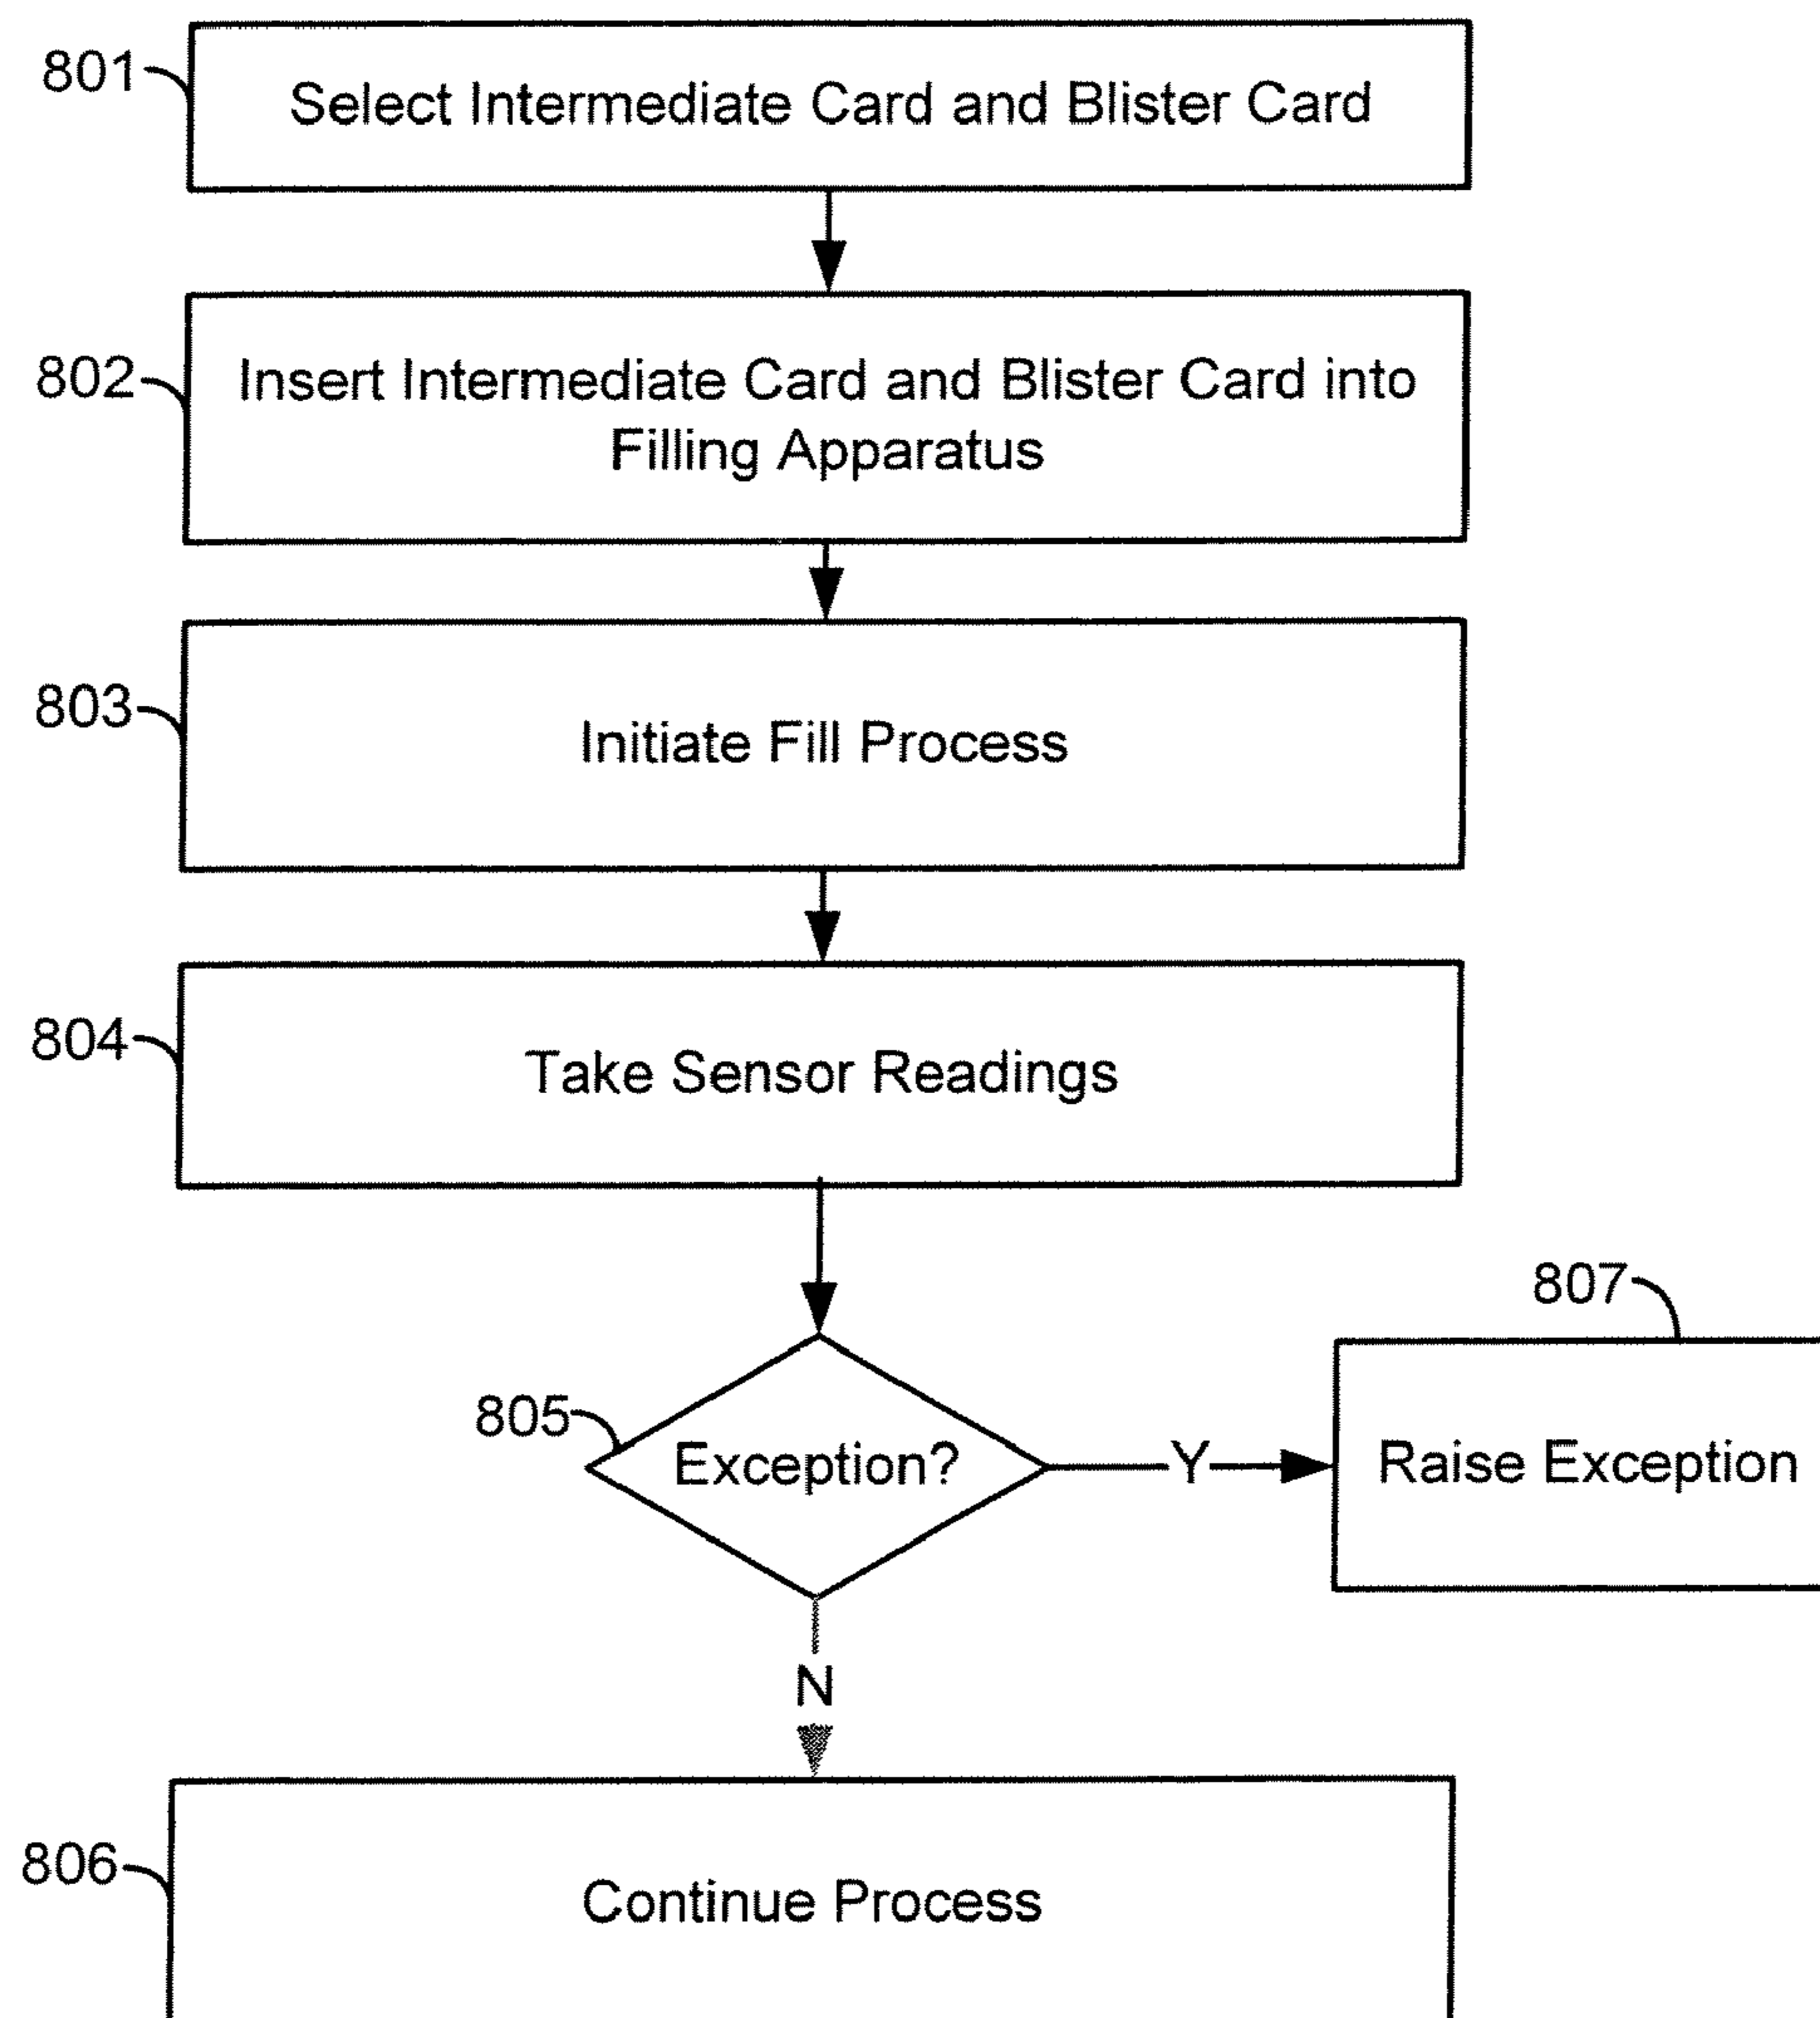 801
Select Intermediate Card and Blister Card
802
Insert Intermediate Card and Blister Card into
Filling Apparatus
803
Initiate Fill Process
804
Take Sensor Readings
805
Exception?
Y
807
Raise Exception
N
806
Continue Process